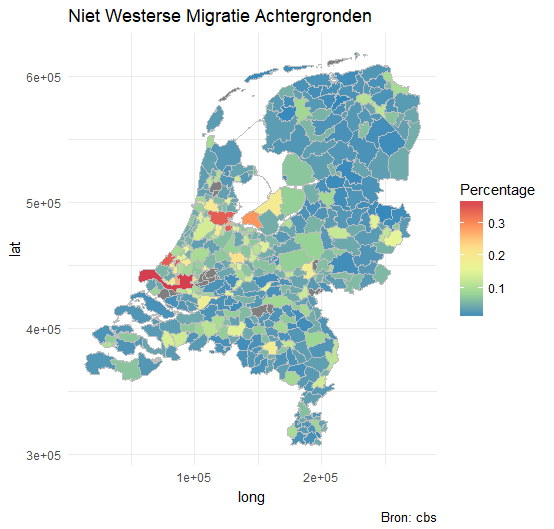 Niet Westerse Migratie Achtergronden
6e+05
5e+05
4e+05
3e+05
lat
1e+05
2e+05
long
Percentage
0.3
0.2
0.1
Bron: cbs